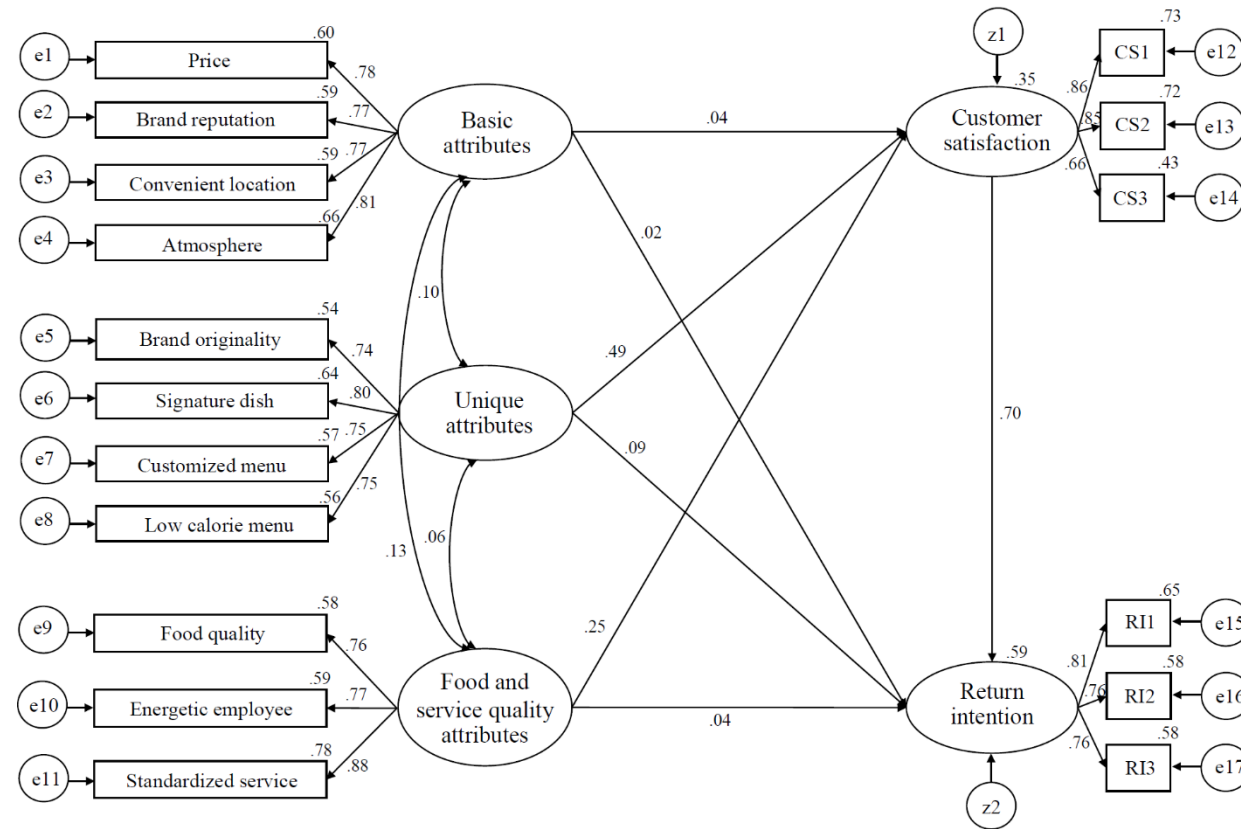 .60
e1
Price
.78
.59
e2
Brand reputation
.77
.59
e3
Convenient location
.77
.66
e4
Atmosphere
.81
Basic
attributes
.54
e5
Brand originality
.74
.64
e6
Signature dish
.80
.57
e7
Customized menu
.75
.56
e8
Low calorie menu
.75
Unique
attributes
.58
e9
Food quality
.76
.59
e10
Energetic employee
.77
.78
e11
Standardized service
.88
Food and
service quality
attributes
.10
.06
.13
.04
.02
.49
.09
.25
.04
.70
z1
.35
Customer
satisfaction
.73
CS1
e12
.86
.72
CS2
e13
.85
.43
CS3
e14
.66
.59
Return
intention
z2
.65
RI1
e15
.81
.58
RI2
e16
.76
.58
RI3
e17
.76